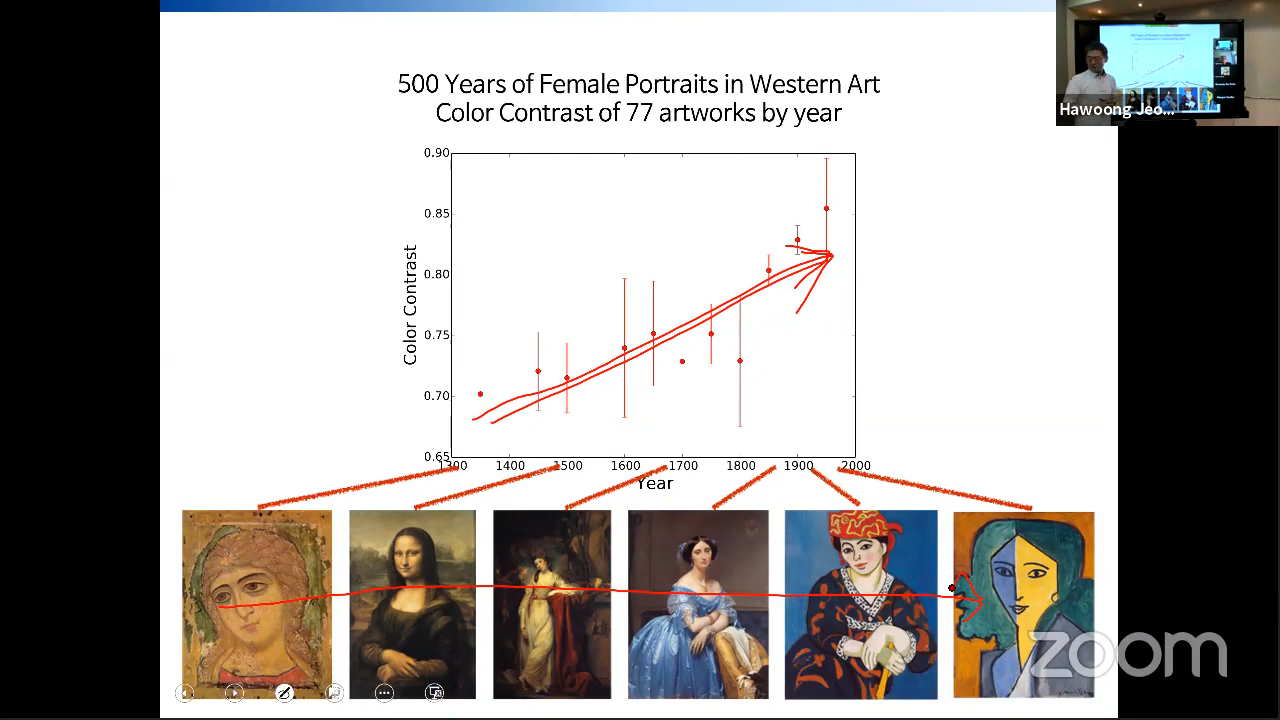 500 Years of Female Portraits in Western Art
Color Contrast of 77 artworks by year
Hawoong Jeo...
0.90
0.85
0.80
0.75
0.70
0.65
Color Contrast
1300 1400 1500 1600 1700 1800 1900 2000
Year
zoom